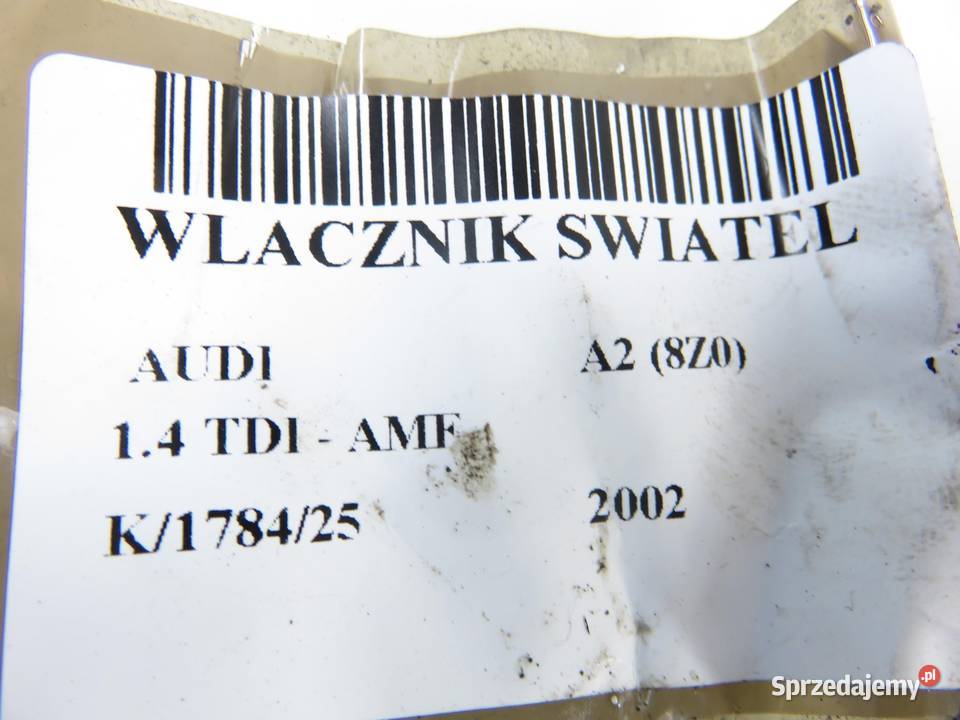 WLACZNIK SWIATEL
AUDI A2 (8Z0)
1.4 TDI - AMF
K/1784/25 2002
Sprzedajemy.pl